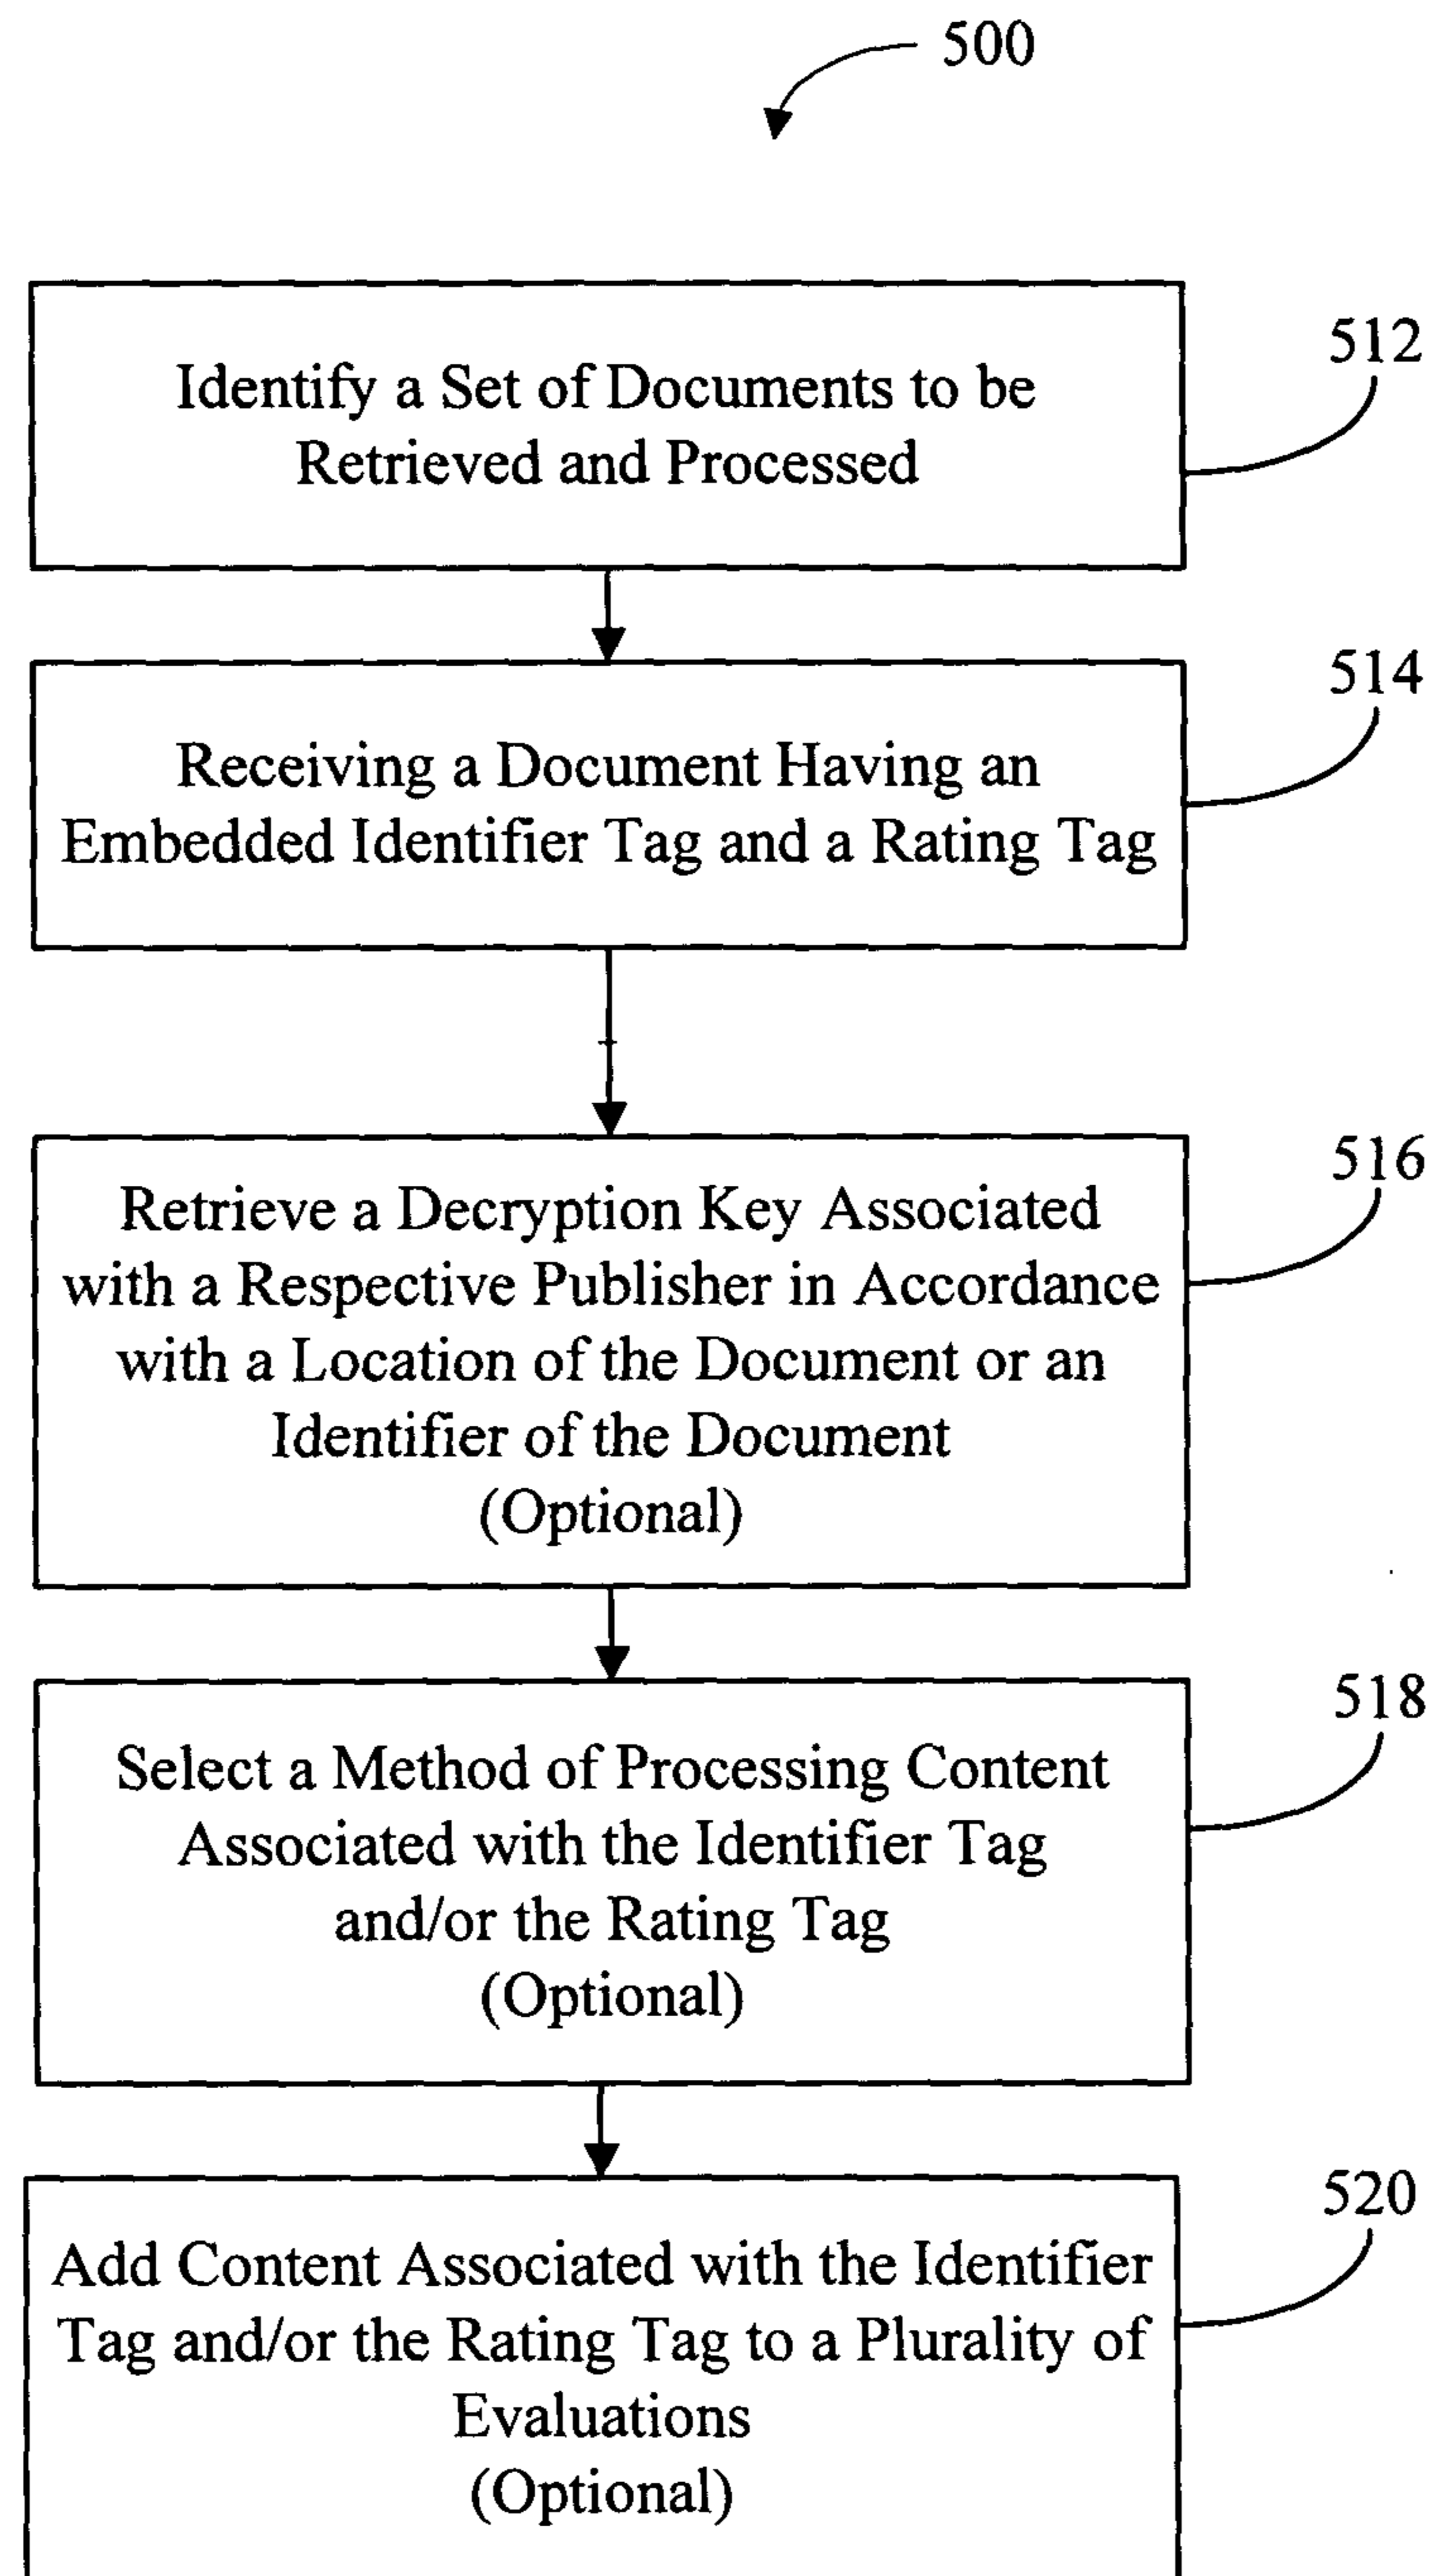 500
Identify a Set of Documents to be
Retrieved and Processed
512
Receiving a Document Having an
Embedded Identifier Tag and a Rating Tag
514
Retrieve a Decryption Key Associated
with a Respective Publisher in Accordance
with a Location of the Document or an
Identifier of the Document
(Optional)
516
Select a Method of Processing Content
Associated with the Identifier Tag
and/or the Rating Tag
(Optional)
518
Add Content Associated with the Identifier
Tag and/or the Rating Tag to a Plurality of
Evaluations
(Optional)
520